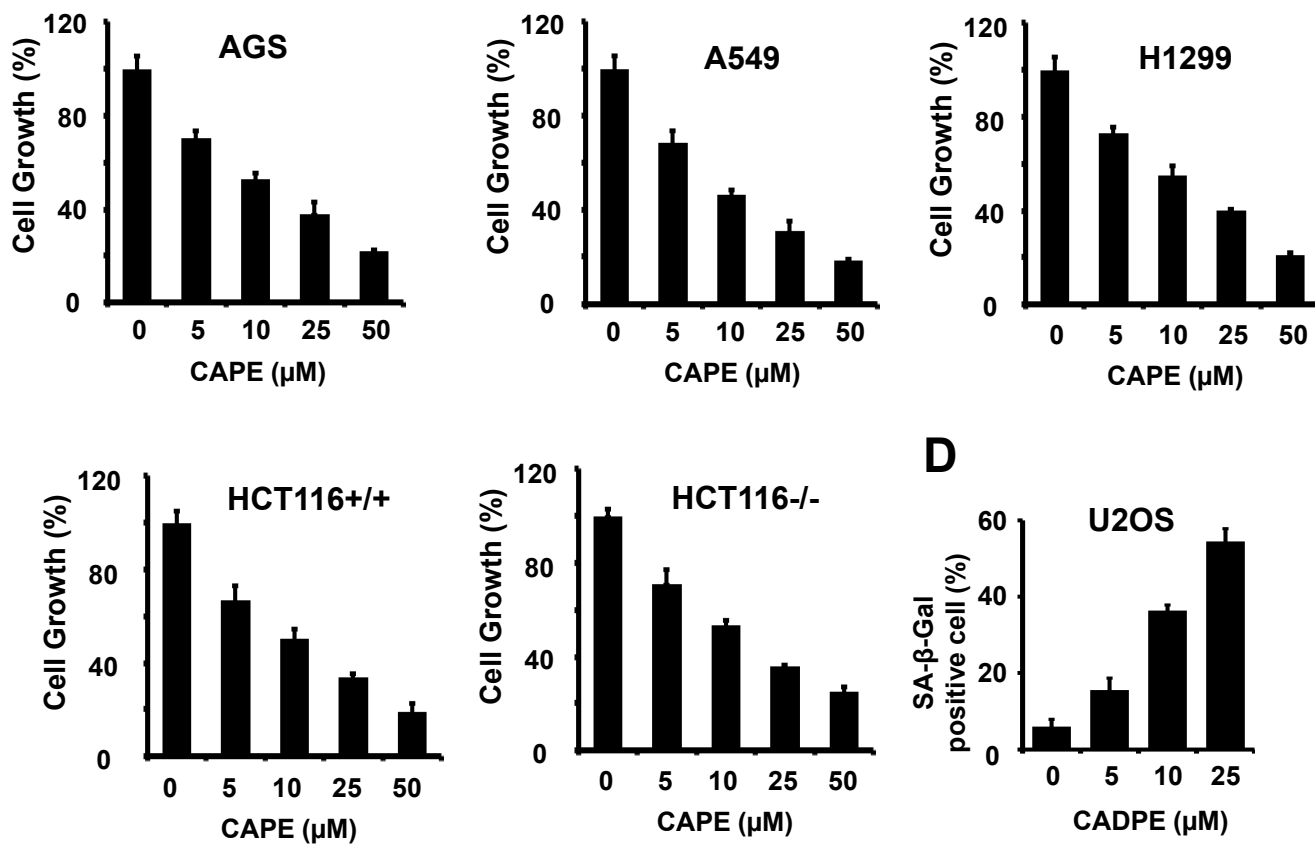 AGS
Cell Growth (%)
120
80
40
0
0 5 10 25 50
CAPE (µM)
A549
Cell Growth (%)
120
80
40
0
0 5 10 25 50
CAPE (µM)
H1299
Cell Growth (%)
120
80
40
0
0 5 10 25 50
CAPE (µM)
HCT116+/+
Cell Growth (%)
120
80
40
0
0 5 10 25 50
CAPE (µM)
HCT116-/-
Cell Growth (%)
120
80
40
0
0 5 10 25 50
CAPE (µM)
D
U2OS
SA-β-Gal
positive cell (%)
60
40
20
0
0 5 10 25
CADPE (µM)